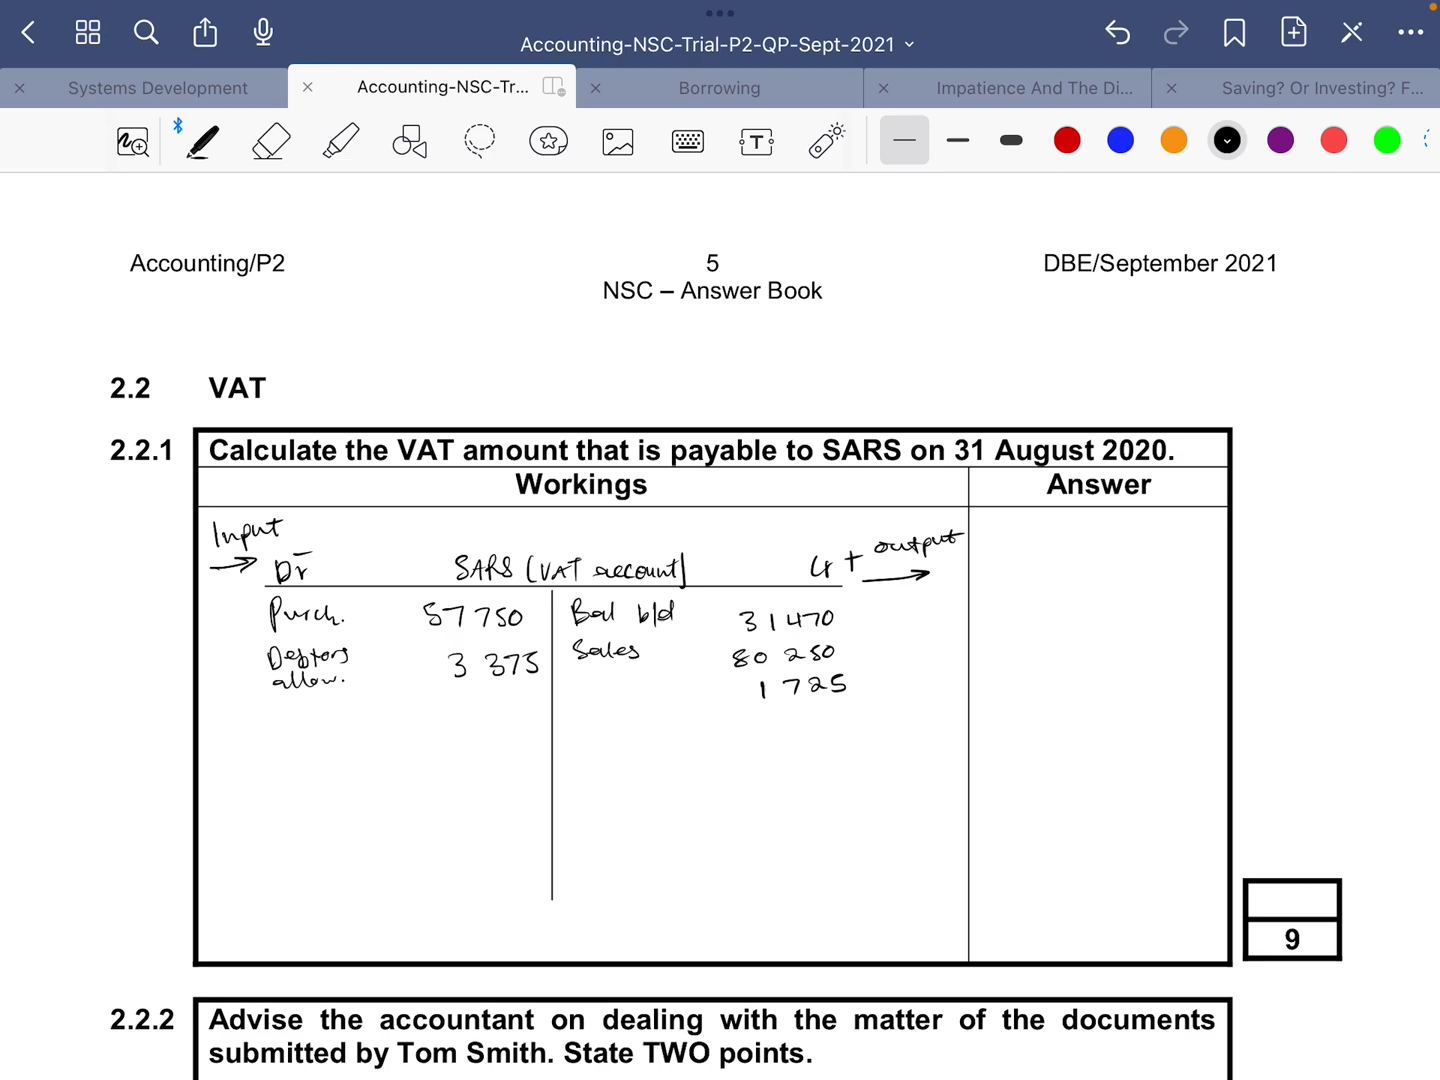 Accounting-NSC-Trial-P2-QP-Sept-2021
Systems Development
Accounting-NSC-Tr...
Borrowing
Impatience And The Di...
Saving? Or Investing? F...
T
Accounting/P2
5
DBE/September 2021
NSC – Answer Book
2.2 VAT
2.2.1 Calculate the VAT amount that is payable to SARS on 31 August 2020.
Workings Answer
Input
output
Dr - SARS (VAT account) Cr +
Purch. 57 750 Bal b/d 31 470
Debtors 3 375 Sales 80 250
allow. 1 725
9
2.2.2 Advise the accountant on dealing with the matter of the documents
submitted by Tom Smith. State TWO points.